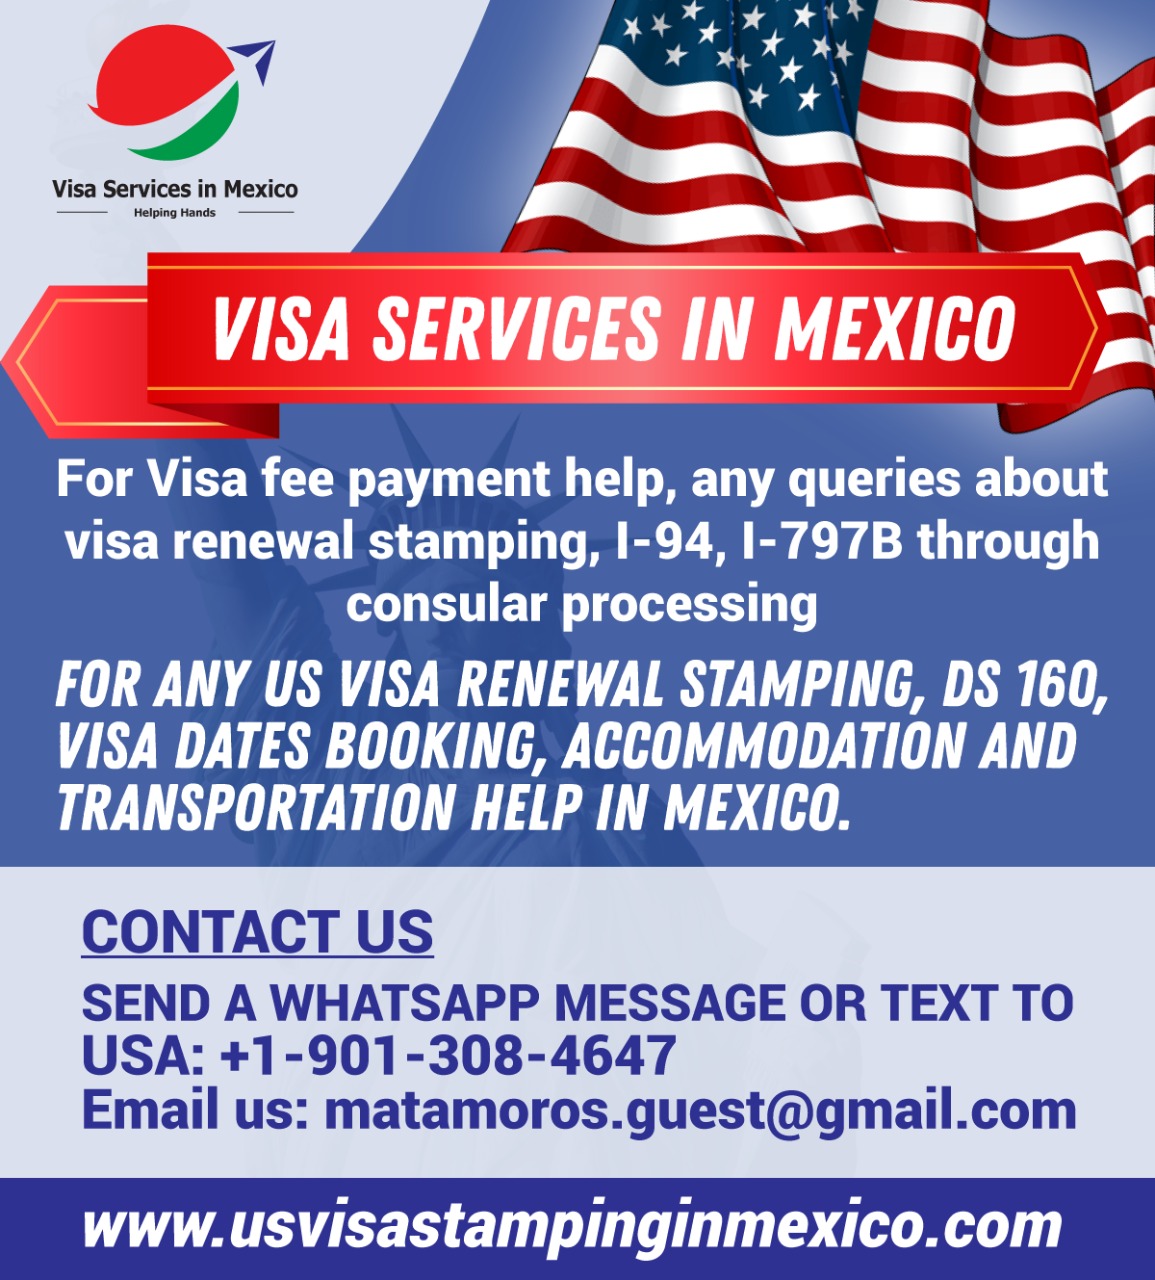 Visa Services in Mexico
Helping Hands
VISA SERVICES IN MEXICO
For Visa fee payment help, any queries about
visa renewal stamping, I-94, I-797B through
consular processing
FOR ANY US VISA RENEWAL STAMPING, DS 160,
VISA DATES BOOKING, ACCOMMODATION AND
TRANSPORTATION HELP IN MEXICO.
CONTACT US
SEND A WHATSAPP MESSAGE OR TEXT TO
USA: +1-901-308-4647
Email us: matamoros.guest@gmail.com
www.usvisastampinginmexico.com